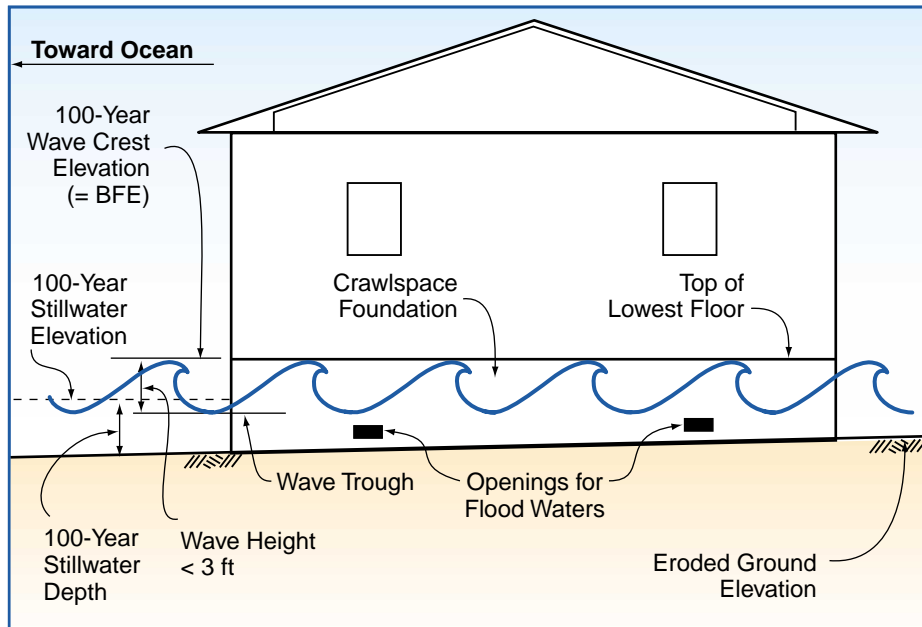 Toward Ocean
100-Year
Wave Crest
Elevation
(= BFE)
100-Year
Stillwater
Elevation
Crawlspace
Foundation
Top of
Lowest Floor
Wave Trough
Openings for
Flood Waters
100-Year
Stillwater
Depth
Wave Height
< 3 ft
Eroded Ground
Elevation